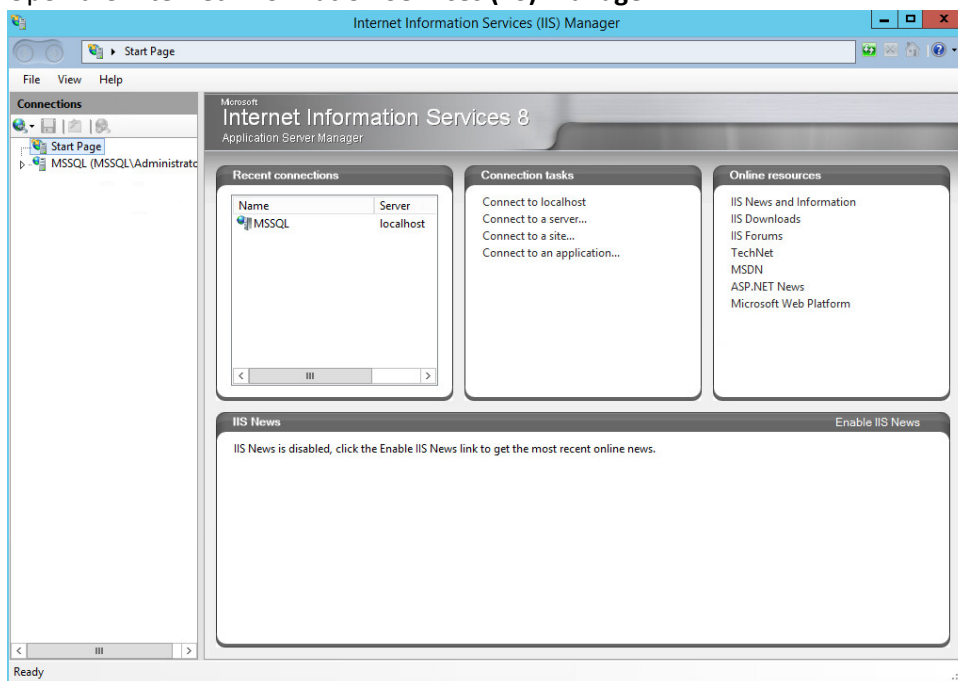 Internet Information Services (IIS) Manager
Start Page
File View Help
Connections
Start Page
MSSQL (MSSQL\Administrato
Microsoft
Internet Information Services 8
Application Server Manager
Recent connections
Name Server
MSSQL localhost
Connection tasks
Connect to localhost
Connect to a server...
Connect to a site...
Connect to an application...
Online resources
IIS News and Information
IIS Downloads
IIS Forums
TechNet
MSDN
ASP.NET News
Microsoft Web Platform
IIS News Enable IIS News
IIS News is disabled, click the Enable IIS News link to get the most recent online news.
Ready